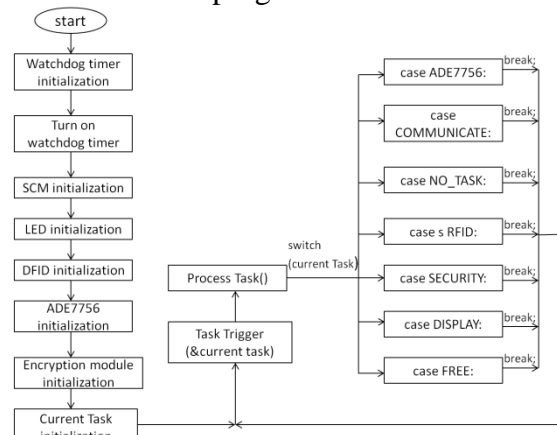 start
Watchdog timer
initialization
Turn on
watchdog timer
SCM initialization
LED initialization
DFID initialization
ADE7756
initialization
Encryption module
initialization
Current Task
Process Task()
Task Trigger
(&current task)
switch
(current Task)
case ADE7756:
break;
case
COMMUNICATE:
break;
case NO_TASK:
break;
case s RFID:
break;
case SECURITY:
break;
case DISPLAY:
break;
case FREE:
break;